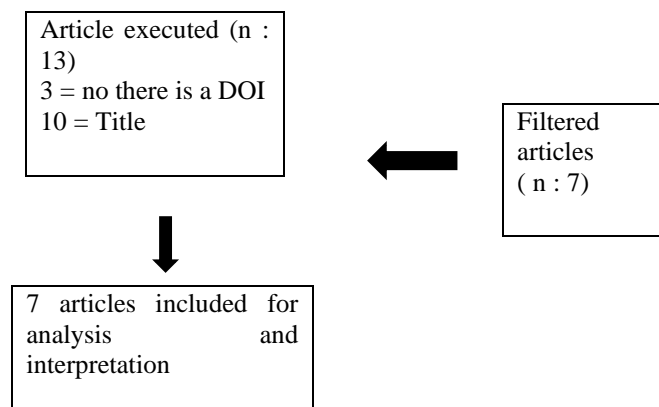 Article executed (n :
13)
3 = no there is a DOI
10 = Title
Filtered
articles
( n : 7)
7 articles included for
analysis and
interpretation